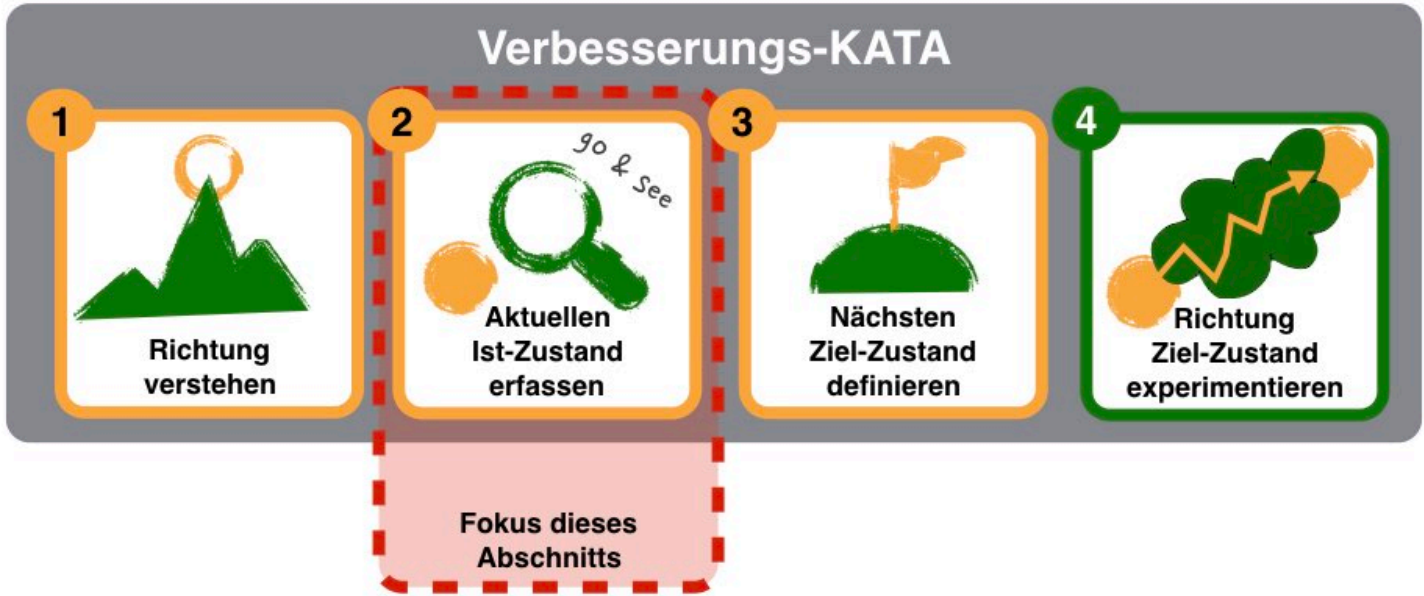 Verbesserungs-KATA
1
Richtung
verstehen
2
go & see
Aktuellen
Ist-Zustand
erfassen
3
Nächsten
Ziel-Zustand
definieren
4
Richtung
Ziel-Zustand
experimentieren
Fokus dieses
Abschnitts